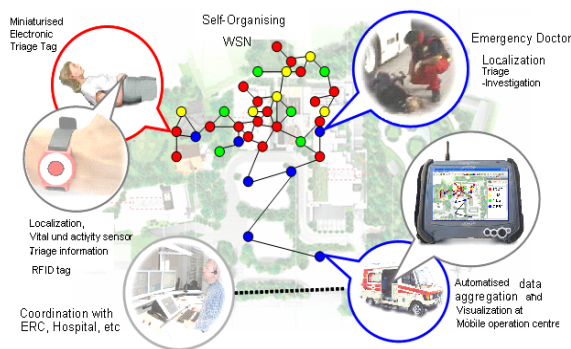 Miniaturised
Electronic
Triage Tag
Self-Organising
WSN
Emergency Doctor
Localization
Triage
-Investigation
Localization,
Vital und activity sensor
Triage information
RFID tag
Coordination with
ERC, Hospital, etc
Automatised data
aggregation and
Visualization at
Mobile operation centre